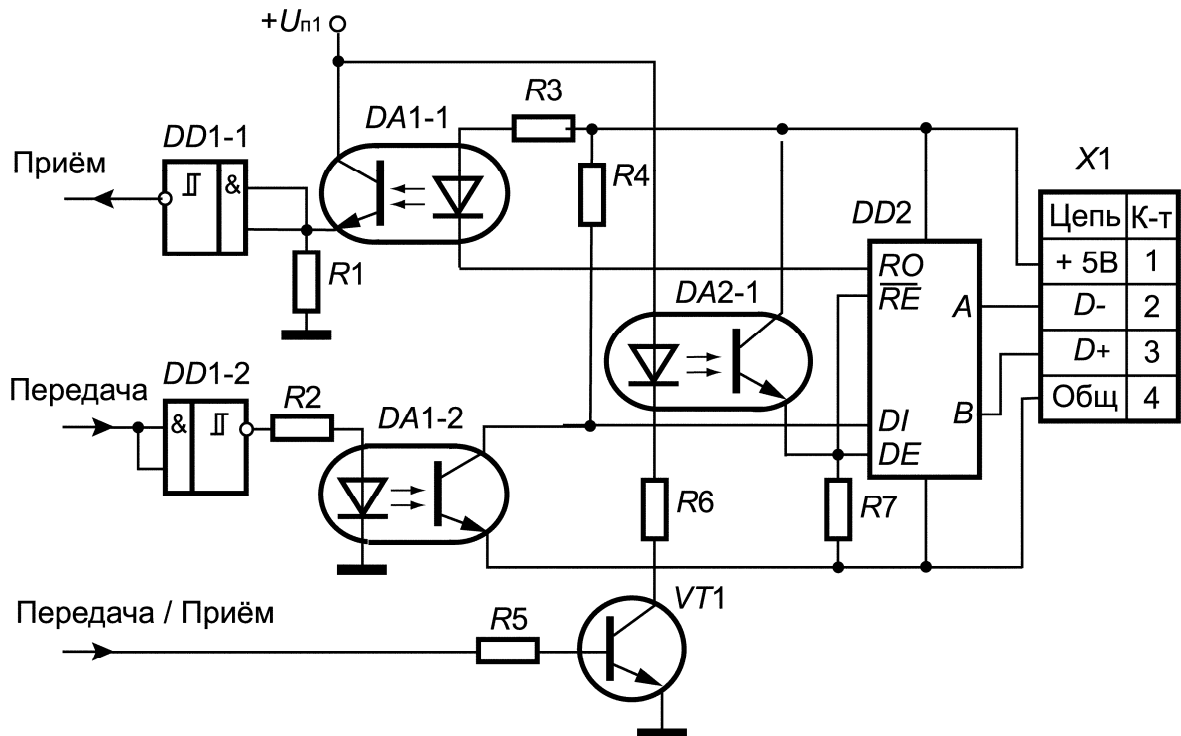 +Uп1
R3
DA1-1
DD1-1
Приём
&
R4
X1
DD2
Цепь К-т
R1
RO
+ 5В 1
DA2-1
RE
A
D- 2
D+ 3
DD1-2
Передача
&
R2
DA1-2
Общ 4
DI
B
DE
R6
R7
Передача / Приём
R5
VT1